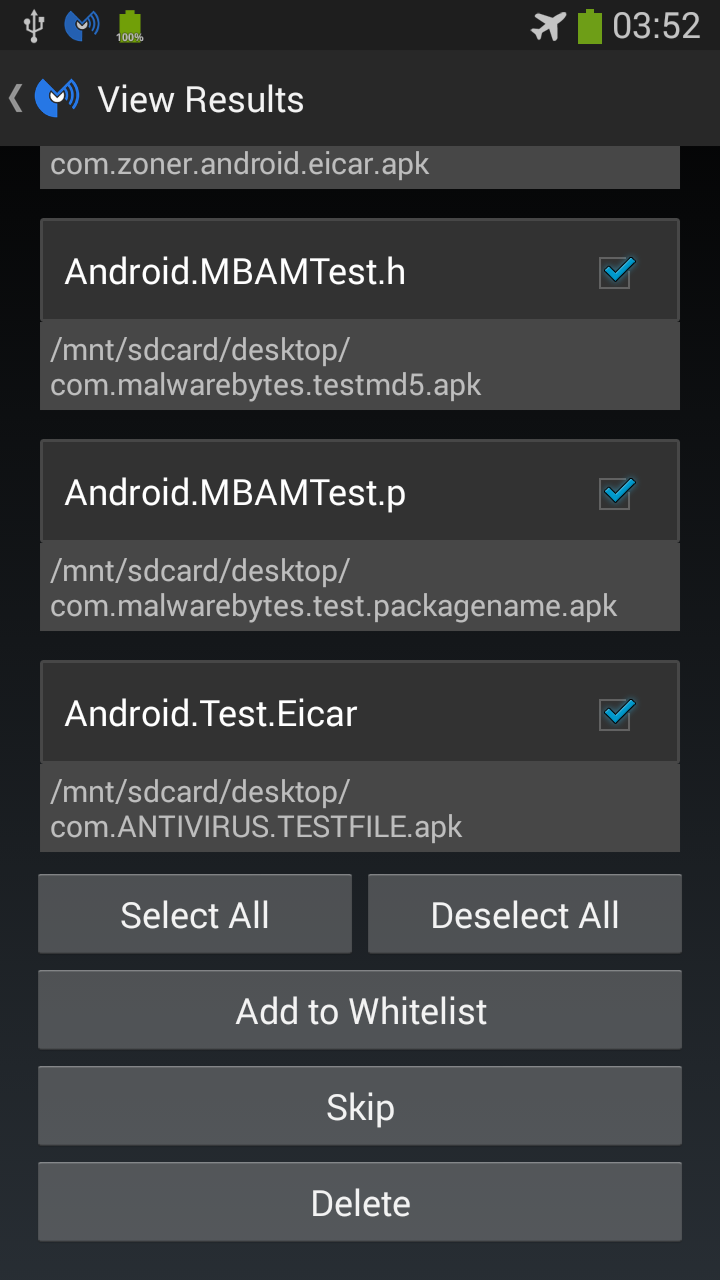 100%
03:52
View Results
com.zoner.android.eicar.apk
Android.MBAMTest.h
/mnt/sdcard/desktop/
com.malwarebytes.testmd5.apk
Android.MBAMTest.p
/mnt/sdcard/desktop/
com.malwarebytes.test.packagename.apk
Android.Test.Eicar
/mnt/sdcard/desktop/
com.ANTIVIRUS.TESTFILE.apk
Select All
Deselect All
Add to Whitelist
Skip
Delete